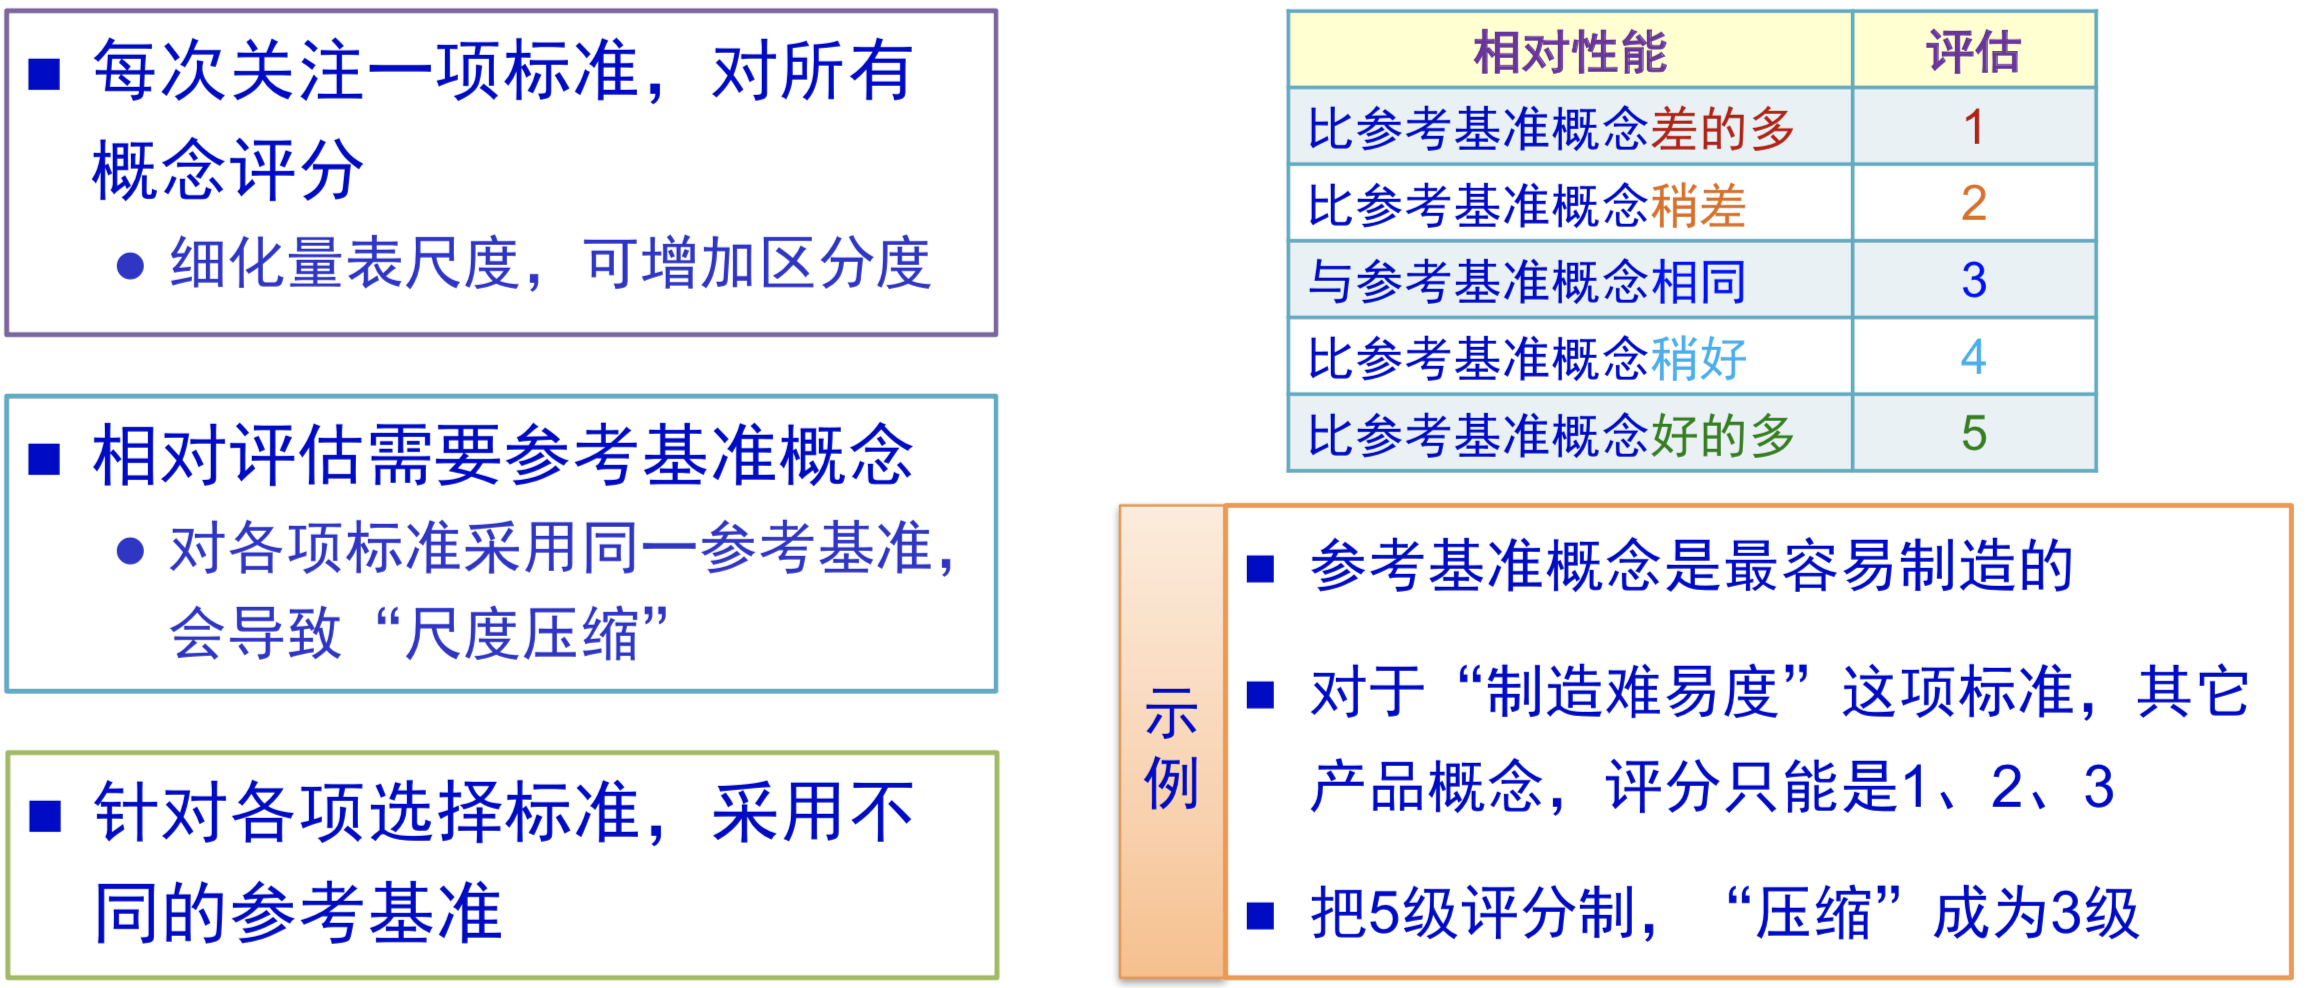 ■ 每次关注一项标准，对所有
概念评分
● 细化量表尺度，可增加区分度
■ 相对评估需要参考基准概念
● 对各项标准采用同一参考基准，
会导致“尺度压缩”
■ 针对各项选择标准，采用不
同的参考基准
相对性能 评估
比参考基准概念差的多 1
比参考基准概念稍差 2
与参考基准概念相同 3
比参考基准概念稍好 4
比参考基准概念好的多 5
示
例
■ 参考基准概念是最容易制造的
■ 对于“制造难易度”这项标准，其它
产品概念，评分只能是1、2、3
■ 把5级评分制，“压缩”成为3级